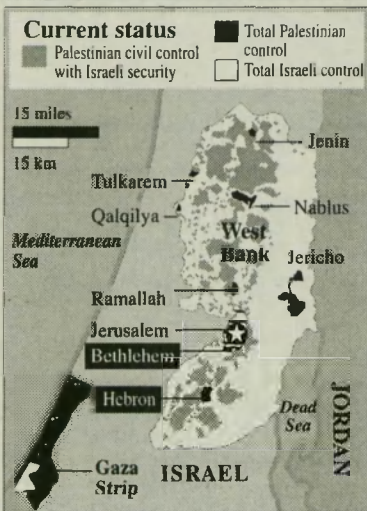 Current status
Palestinian civil control
with Israeli security
Total Palestinian
control
Total Israeli control
15 miles
15 km
Jenin
Tulkarem
Qalqilya
Nablus
Mediterranean
Sea
West
Bank
Jericho
Ramallah
Jerusalem
Bethlehem
Hebron
Dead
Sea
JORDAN
Gaza
Strip
ISRAEL